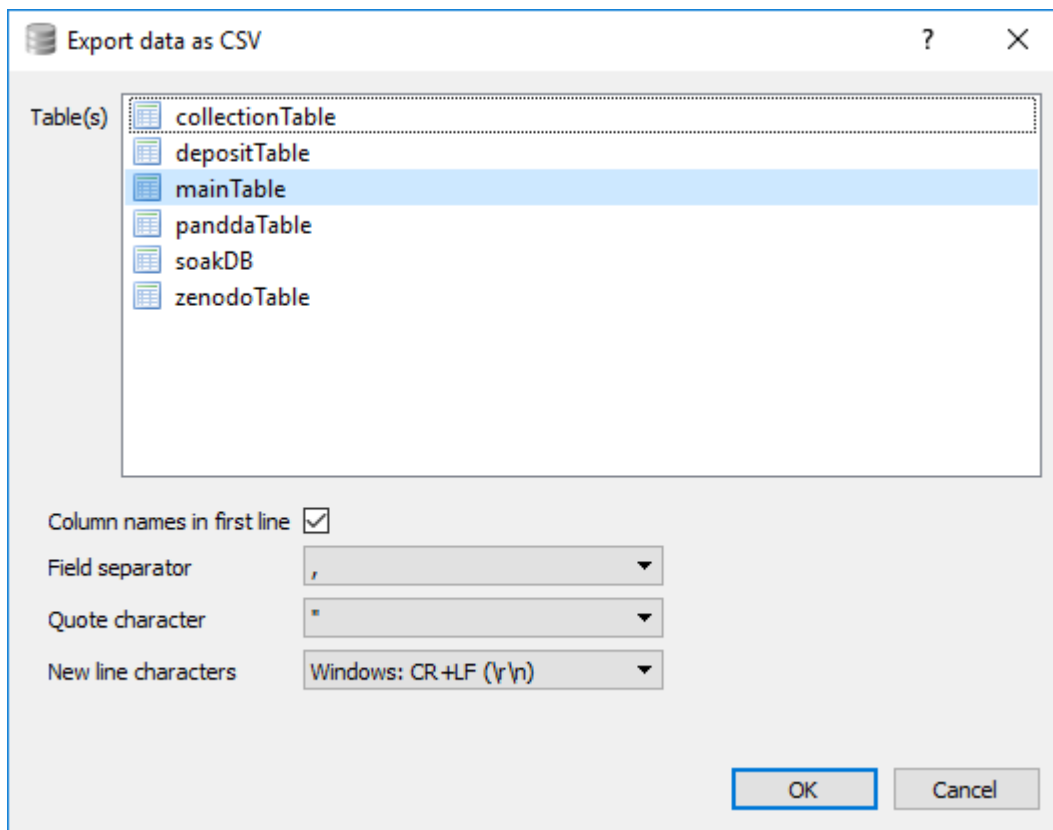 Export data as CSV ?
Table(s) collectionTable
depositTable
mainTable
panddaTable
soakDB
zenodoTable
Column names in first line
Field separator ,
Quote character "
New line characters Windows: CR+LF (\r\n)
OK Cancel